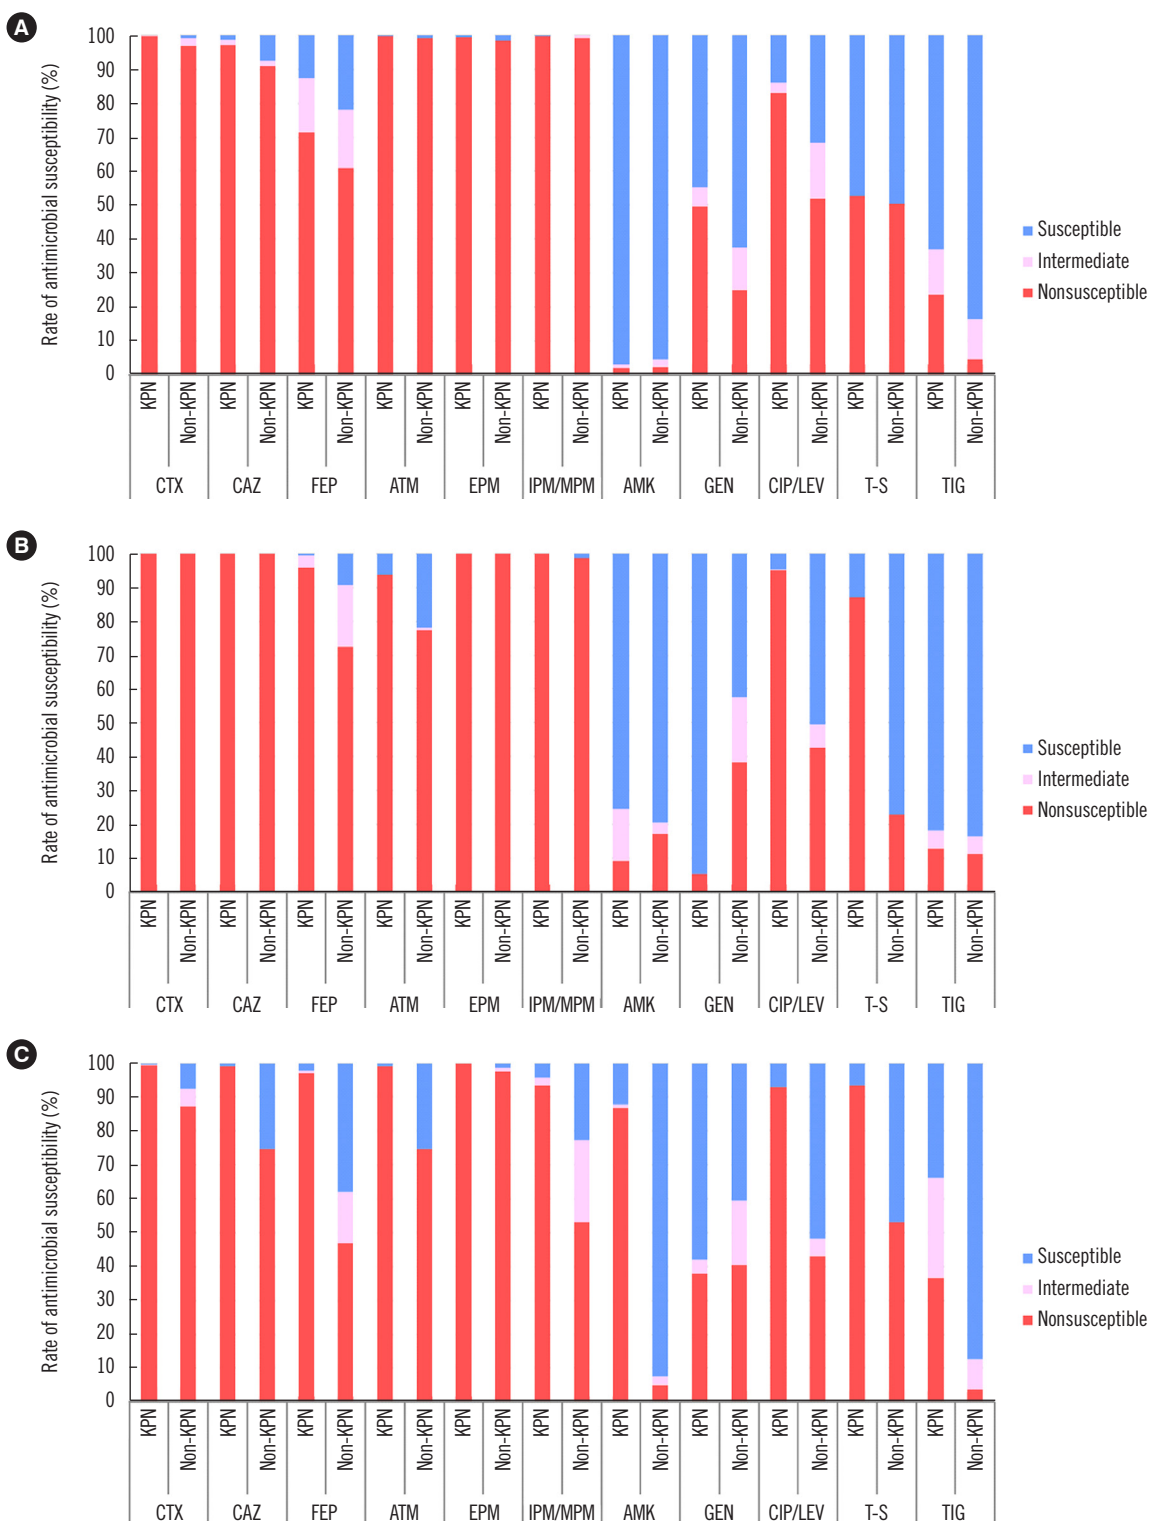 A
Rate of antimicrobial susceptibility (%)
100
90
80
70
60
50
40
30
20
10
0
KPN Non-KPN KPN Non-KPN KPN Non-KPN KPN Non-KPN KPN Non-KPN KPN Non-KPN KPN Non-KPN KPN Non-KPN KPN Non-KPN KPN Non-KPN KPN Non-KPN
CTX CAZ FEP ATM EPM IPM/MPM AMK GEN CIP/LEV T-S TIG
Susceptible
Intermediate
Nonsusceptible
B
Rate of antimicrobial susceptibility (%)
100
90
80
70
60
50
40
30
20
10
0
KPN Non-KPN KPN Non-KPN KPN Non-KPN KPN Non-KPN KPN Non-KPN KPN Non-KPN KPN Non-KPN KPN Non-KPN KPN Non-KPN KPN Non-KPN KPN Non-KPN
CTX CAZ FEP ATM EPM IPM/MPM AMK GEN CIP/LEV T-S TIG
Susceptible
Intermediate
Nonsusceptible
C
Rate of antimicrobial susceptibility (%)
100
90
80
70
60
50
40
30
20
10
0
KPN Non-KPN KPN Non-KPN KPN Non-KPN KPN Non-KPN KPN Non-KPN KPN Non-KPN KPN Non-KPN KPN Non-KPN KPN Non-KPN KPN Non-KPN KPN Non-KPN
CTX CAZ FEP ATM EPM IPM/MPM AMK GEN CIP/LEV T-S TIG
Susceptible
Intermediate
Nonsusceptible